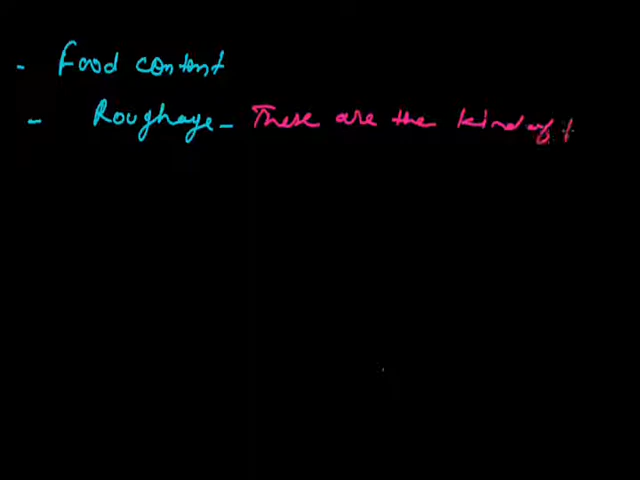 - Food content
- Roughage - These are the kind of